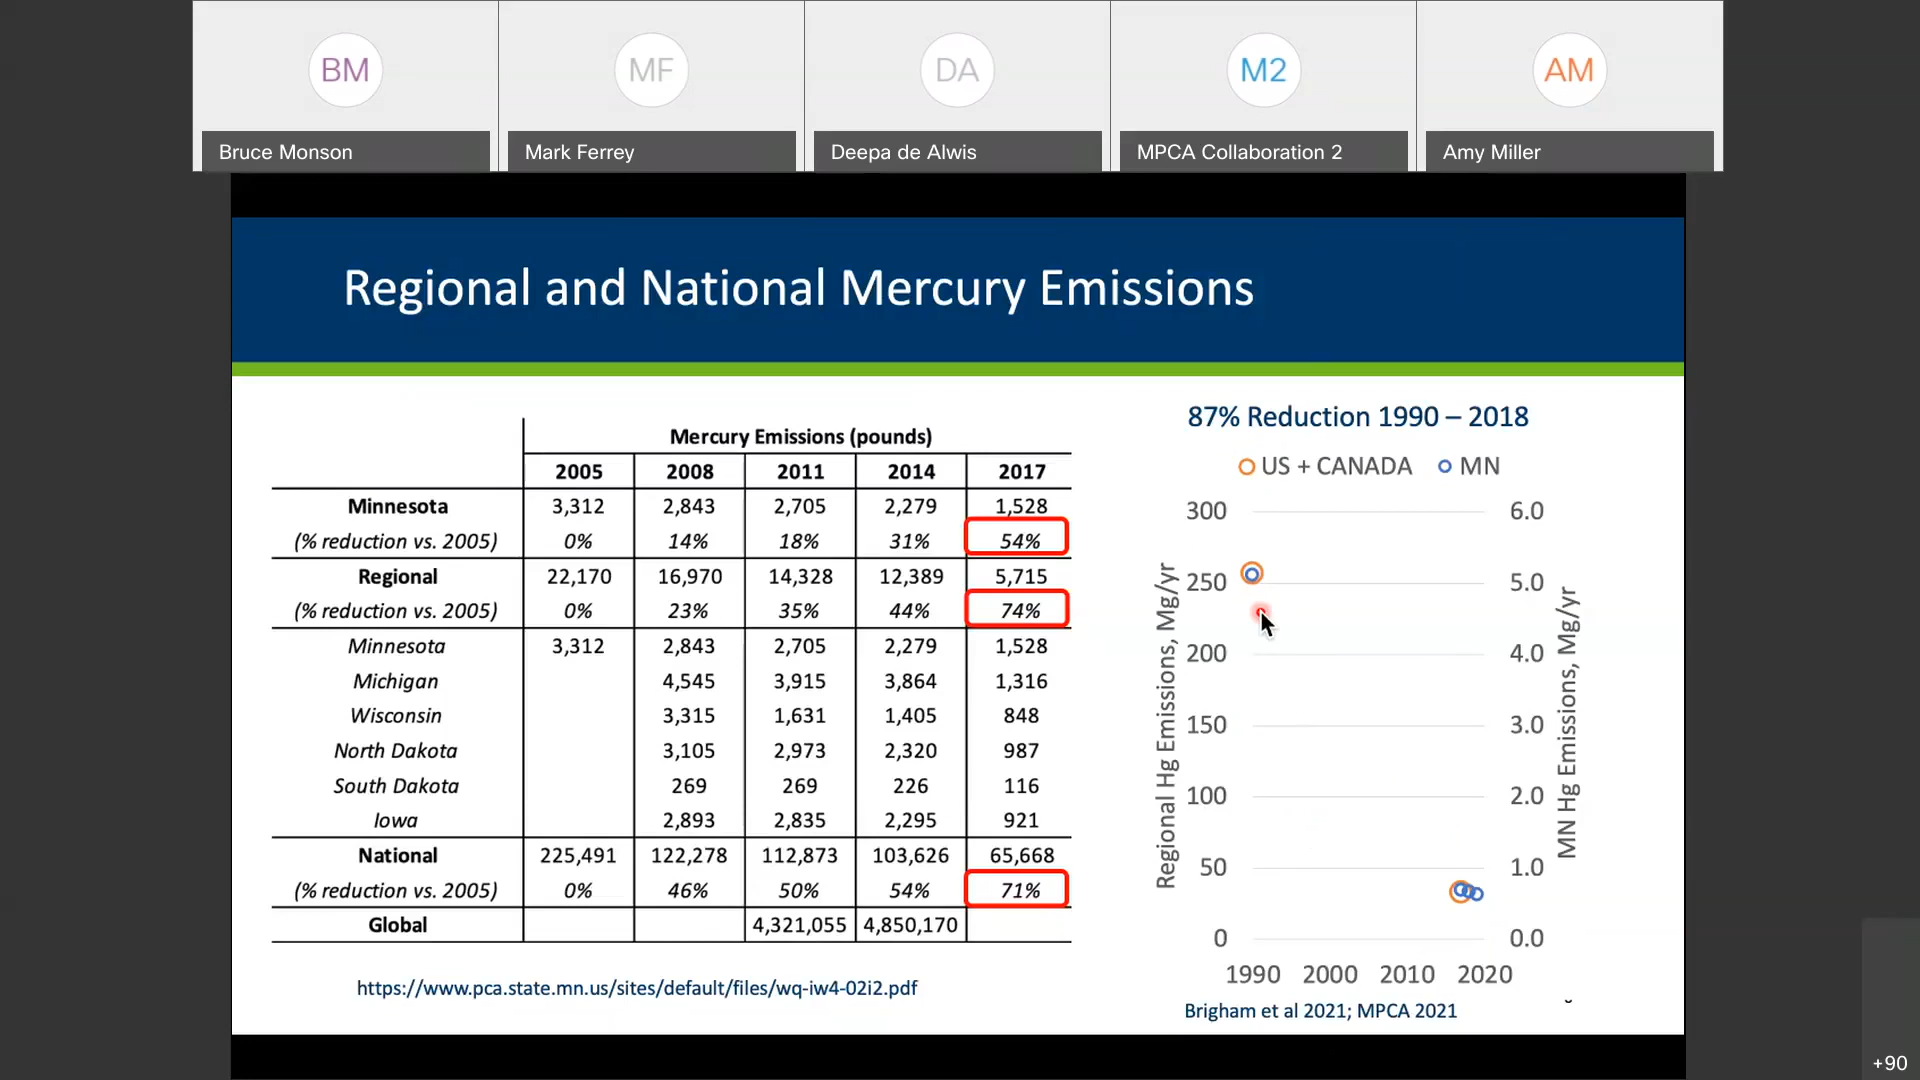 BM
MF
DA
M2
AM
Bruce Monson
Mark Ferrey
Deepa de Alwis
MPCA Collaboration 2
Amy Miller
Regional and National Mercury Emissions
Mercury Emissions (pounds)
2005 2008 2011 2014 2017
Minnesota 3,312 2,843 2,705 2,279 1,528
(% reduction vs. 2005) 0% 14% 18% 31% 54%
Regional 22,170 16,970 14,328 12,389 5,715
(% reduction vs. 2005) 0% 23% 35% 44% 74%
Minnesota 3,312 2,843 2,705 2,279 1,528
Michigan 4,545 3,915 3,864 1,316
Wisconsin 3,315 1,631 1,405 848
North Dakota 3,105 2,973 2,320 987
South Dakota 269 269 226 116
Iowa 2,893 2,835 2,295 921
National 225,491 122,278 112,873 103,626 65,668
(% reduction vs. 2005) 0% 46% 50% 54% 71%
Global 4,321,055 4,850,170
https://www.pca.state.mn.us/sites/default/files/wq-iw4-02i2.pdf
87% Reduction 1990 – 2018
US + CANADA MN
Regional Hg Emissions, Mg/yr
300 6.0
250 5.0
200 4.0
150 3.0
100 2.0
50 1.0
0 0.0
MN Hg Emissions, Mg/yr
1990 2000 2010 2020
Brigham et al 2021; MPCA 2021
+90